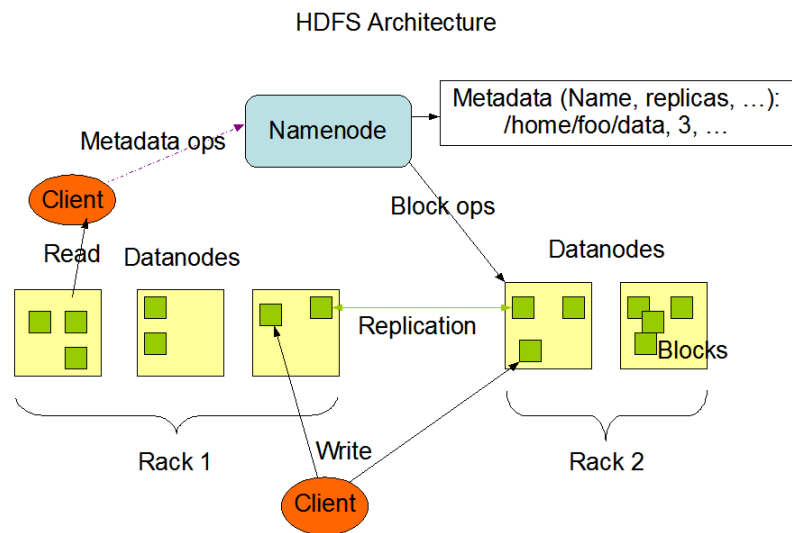 HDFS Architecture
Metadata (Name, replicas, …):
/home/foo/data, 3, …
Namenode
Metadata ops
Client
Block ops
Read
Datanodes
Datanodes
Replication
Blocks
Rack 1
Write
Rack 2
Client